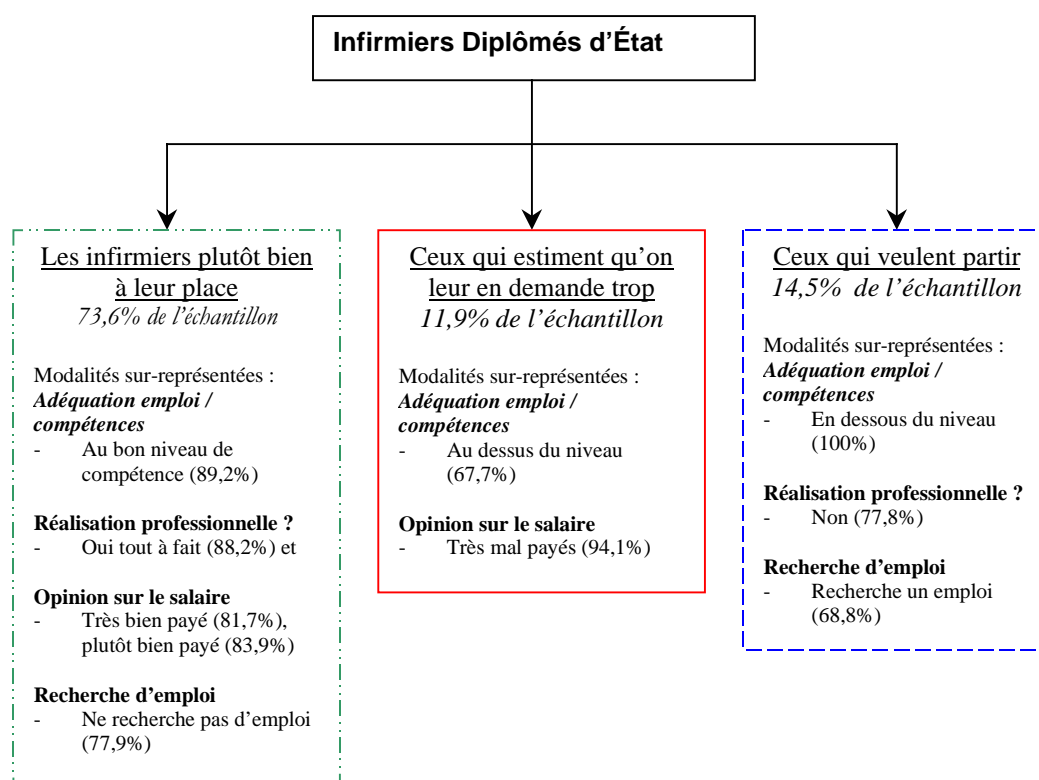 Infirmiers Diplômés d’État
Les infirmiers plutôt bien
à leur place
73,6% de l’échantillon
Modalités sur-représentées :
Adéquation emploi /
compétences
- Au bon niveau de
compétence (89,2%)
Réalisation professionnelle ?
- Oui tout à fait (88,2%) et
Opinion sur le salaire
- Très bien payé (81,7%),
plutôt bien payé (83,9%)
Recherche d’emploi
- Ne recherche pas d’emploi
(77,9%)
Ceux qui estiment qu’on
leur en demande trop
11,9% de l’échantillon
Modalités sur-représentées :
Adéquation emploi /
compétences
- Au dessus du niveau
(67,7%)
Opinion sur le salaire
- Très mal payés (94,1%)
Ceux qui veulent partir
14,5% de l’échantillon
Modalités sur-représentées :
Adéquation emploi /
compétences
- En dessous du niveau
(100%)
Réalisation professionnelle ?
- Non (77,8%)
Recherche d’emploi
- Recherche un emploi
(68,8%)